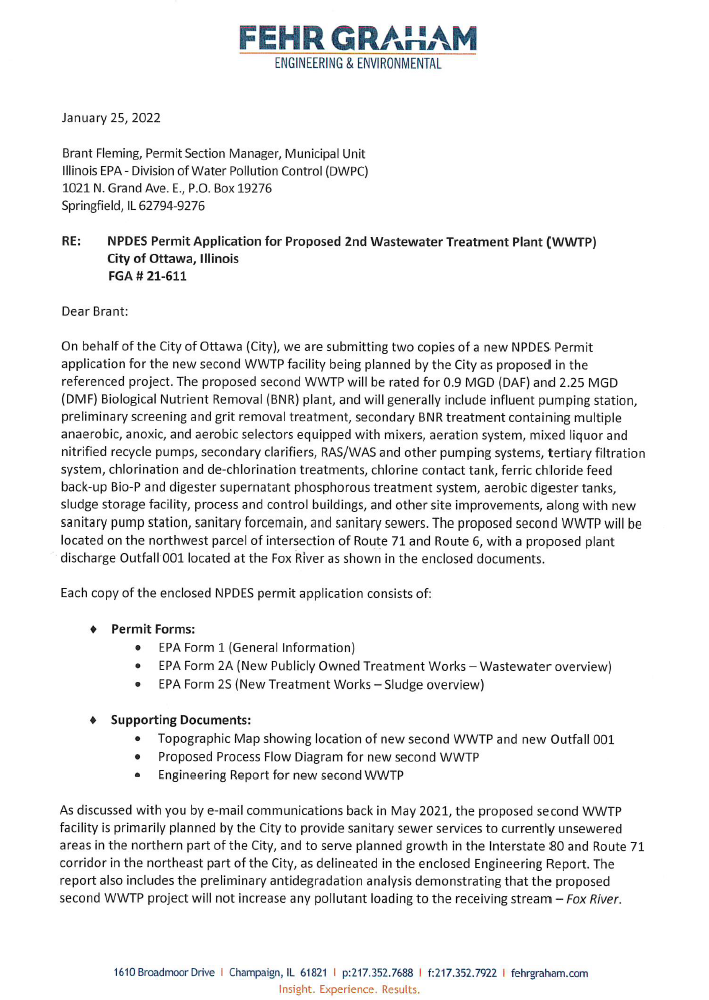 FEHR GRAHAM
ENGINEERING & ENVIRONMENTAL
January 25, 2022
Brant Fleming, Permit Section Manager, Municipal Unit
Illinois EPA - Division of Water Pollution Control (DWPC)
1021 N. Grand Ave. E., P.O. Box 19276
Springfield, IL 62794-9276
RE: NPDES Permit Application for Proposed 2nd Wastewater Treatment Plant (WWTP)
City of Ottawa, Illinois
FGA # 21-611
Dear Brant:
On behalf of the City of Ottawa (City), we are submitting two copies of a new NPDES Permit
application for the new second WWTP facility being planned by the City as proposed in the
referenced project. The proposed second WWTP will be rated for 0.9 MGD (DAF) and 2.25 MGD
(DMF) Biological Nutrient Removal (BNR) plant, and will generally include influent pumping station,
preliminary screening and grit removal treatment, secondary BNR treatment containing multiple
anaerobic, anoxic, and aerobic selectors equipped with mixers, aeration system, mixed liquor and
nitrified recycle pumps, secondary clarifiers, RAS/WAS and other pumping systems, tertiary filtration
system, chlorination and de-chlorination treatments, chlorine contact tank, ferric chloride feed
back-up Bio-P and digester supernatant phosphorous treatment system, aerobic digester tanks,
sludge storage facility, process and control buildings, and other site improvements, along with new
sanitary pump station, sanitary forcemain, and sanitary sewers. The proposed second WWTP will be
located on the northwest parcel of intersection of Route 71 and Route 6, with a proposed plant
discharge Outfall 001 located at the Fox River as shown in the enclosed documents.
Each copy of the enclosed NPDES permit application consists of:
♦ Permit Forms:
• EPA Form 1 (General Information)
• EPA Form 2A (New Publicly Owned Treatment Works – Wastewater overview)
• EPA Form 2S (New Treatment Works – Sludge overview)
♦ Supporting Documents:
• Topographic Map showing location of new second WWTP and new Outfall 001
• Proposed Process Flow Diagram for new second WWTP
• Engineering Report for new second WWTP
As discussed with you by e-mail communications back in May 2021, the proposed second WWTP
facility is primarily planned by the City to provide sanitary sewer services to currently unsewered
areas in the northern part of the City, and to serve planned growth in the Interstate 80 and Route 71
corridor in the northeast part of the City, as delineated in the enclosed Engineering Report. The
report also includes the preliminary antidegradation analysis demonstrating that the proposed
second WWTP project will not increase any pollutant loading to the receiving stream – Fox River.
1610 Broadmoor Drive | Champaign, IL 61821 | p:217.352.7688 | f:217.352.7922 | fehrgraham.com
Insight. Experience. Results.